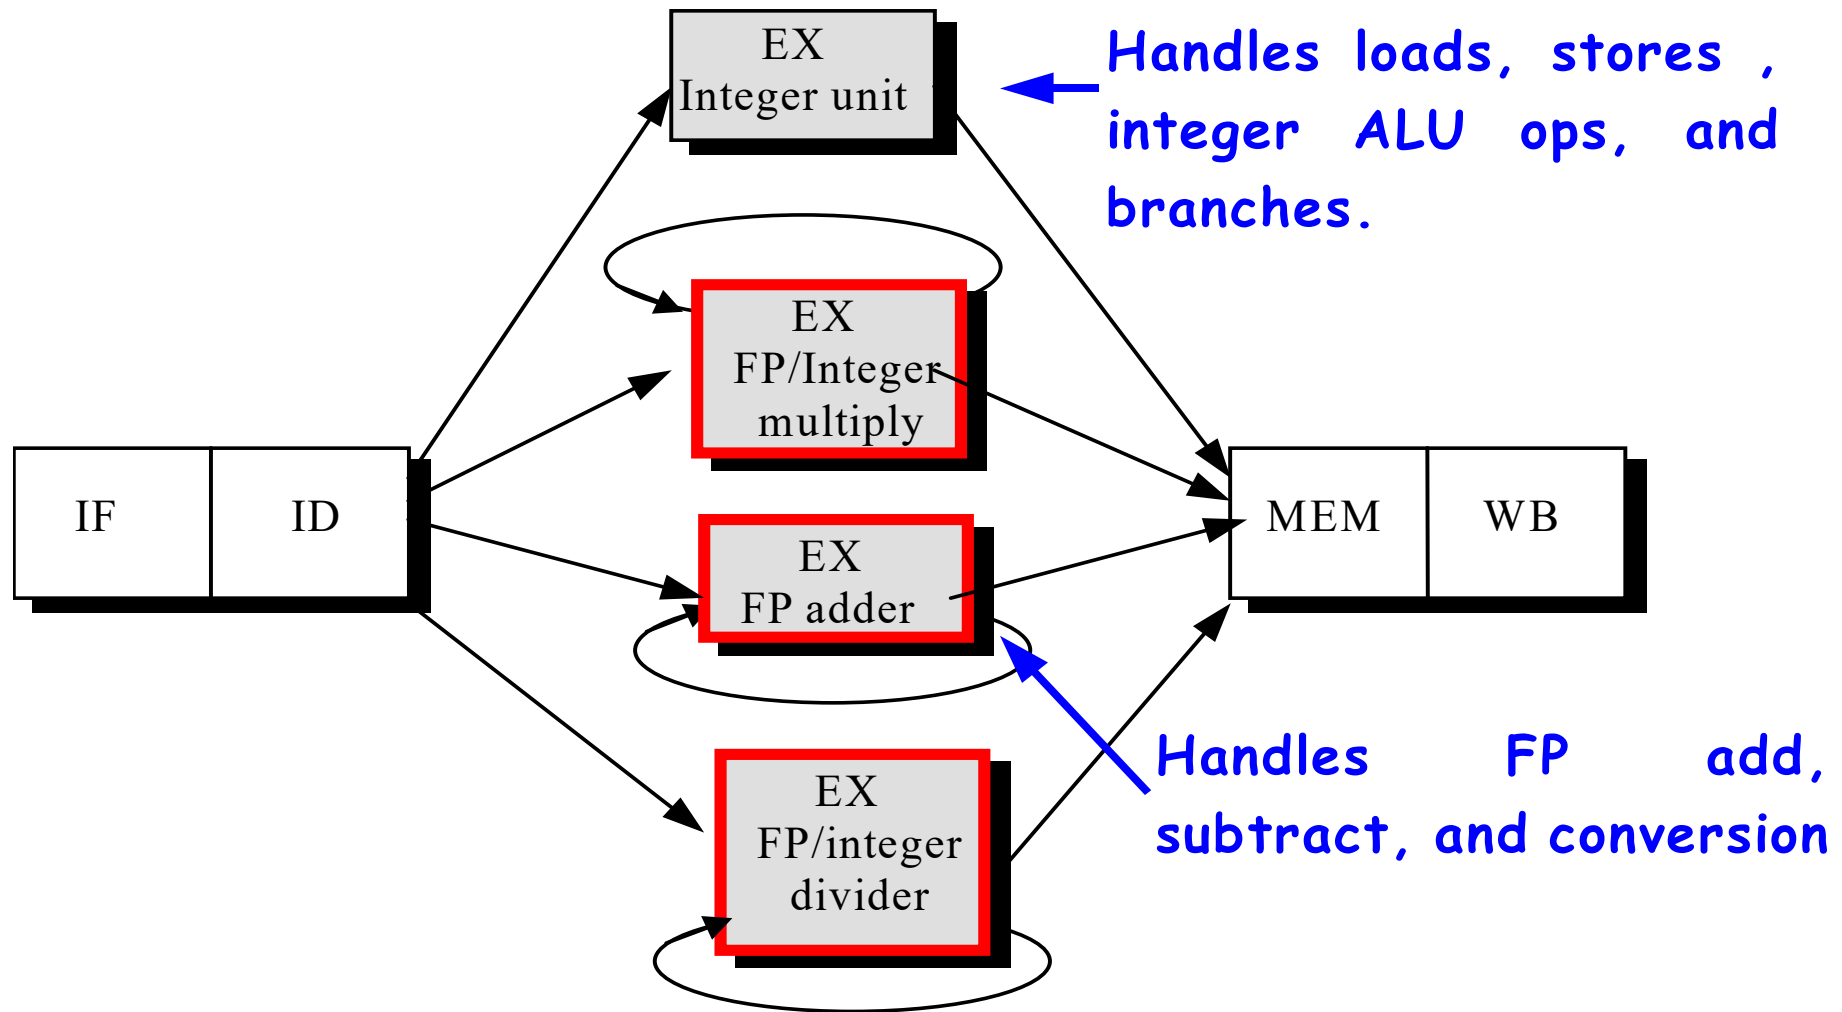 EX
Integer unit
Handles loads, stores ,
integer ALU ops, and
branches.
EX
FP/Integer
multiply
IF
ID
EX
FP adder
MEM
WB
Handles FP add,
subtract, and conversion
EX
FP/integer
divider